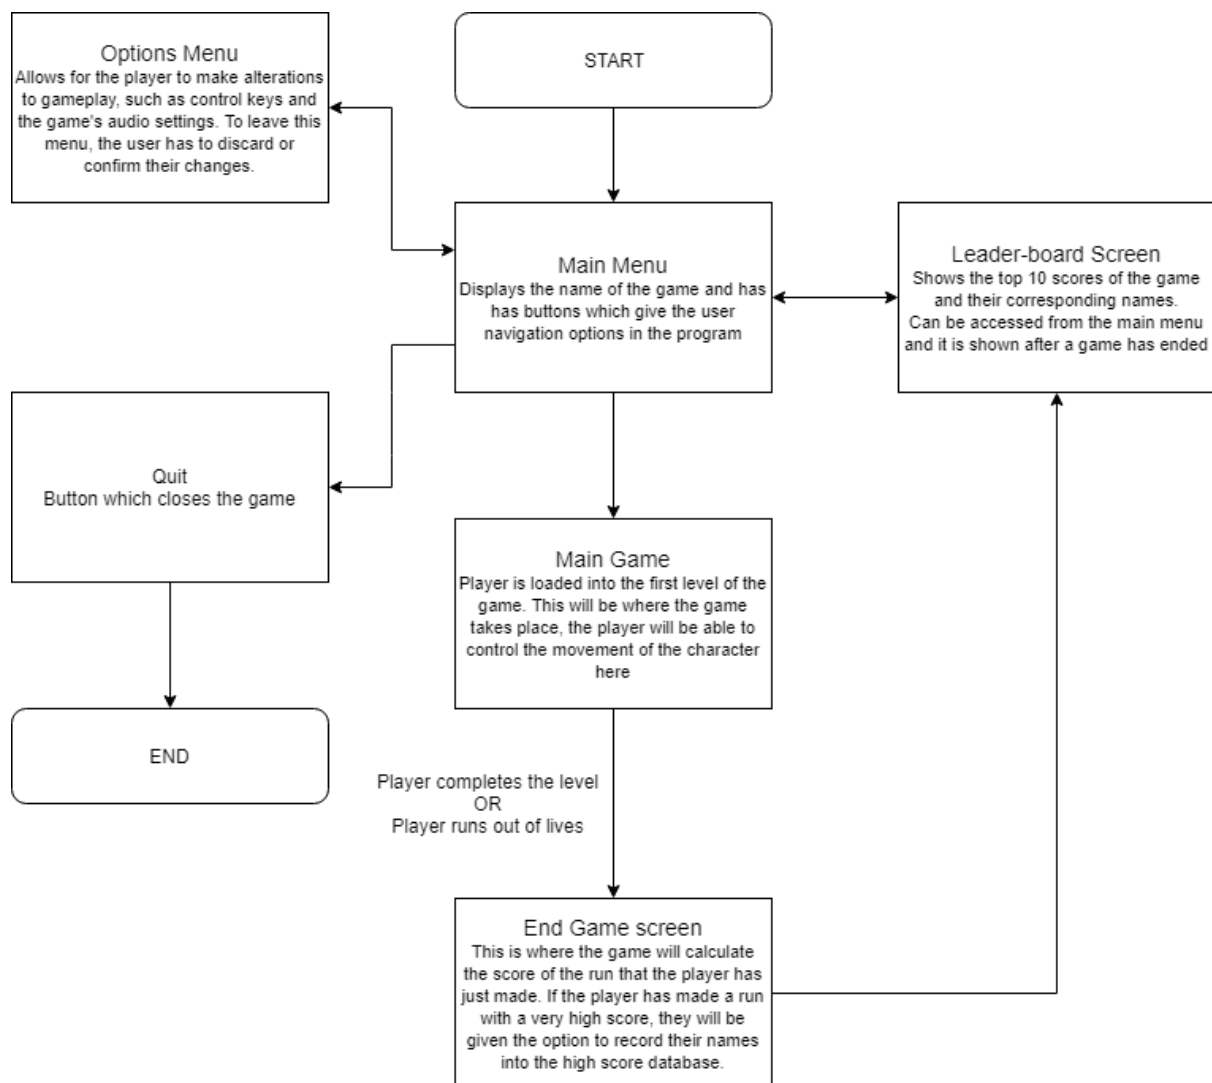 Options Menu
Allows for the player to make alterations
to gameplay, such as control keys and
the game's audio settings. To leave this
menu, the user has to discard or
confirm their changes.
START
Main Menu
Displays the name of the game and has
has buttons which give the user
navigation options in the program
Leader-board Screen
Shows the top 10 scores of the game
and their corresponding names.
Can be accessed from the main menu
and it is shown after a game has ended
Quit
Button which closes the game
Main Game
Player is loaded into the first level of the
game. This will be where the game
takes place, the player will be able to
control the movement of the character
here
END
Player completes the level
OR
Player runs out of lives
End Game screen
This is where the game will calculate
the score of the run that the player has
just made. If the player has made a run
with a very high score, they will be
given the option to record their names
into the high score database.